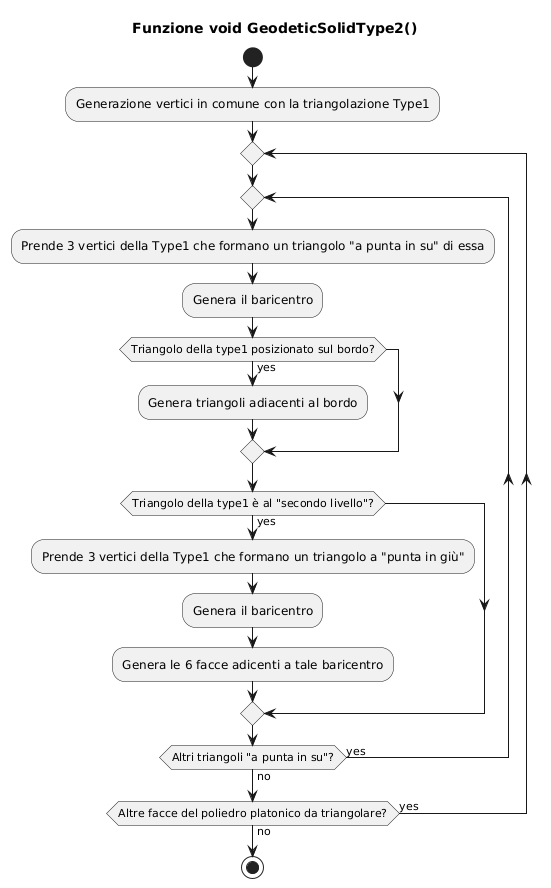 Funzione void GeodeticSolidType2()
Generazione vertici in comune con la triangolazione Type1
Prende 3 vertici della Type1 che formano un triangolo "a punta in su" di essa
Genera il baricentro
Triangolo della type1 posizionato sul bordo?
yes
Genera triangoli adiacenti al bordo
Triangolo della type1 è al "secondo livello"?
yes
Prende 3 vertici della Type1 che formano un triangolo a "punta in giù"
Genera il baricentro
Genera le 6 facce adicenti a tale baricentro
Altri triangoli "a punta in su"?
yes
no
Altre facce del poliedro platonico da triangolare?
yes
no